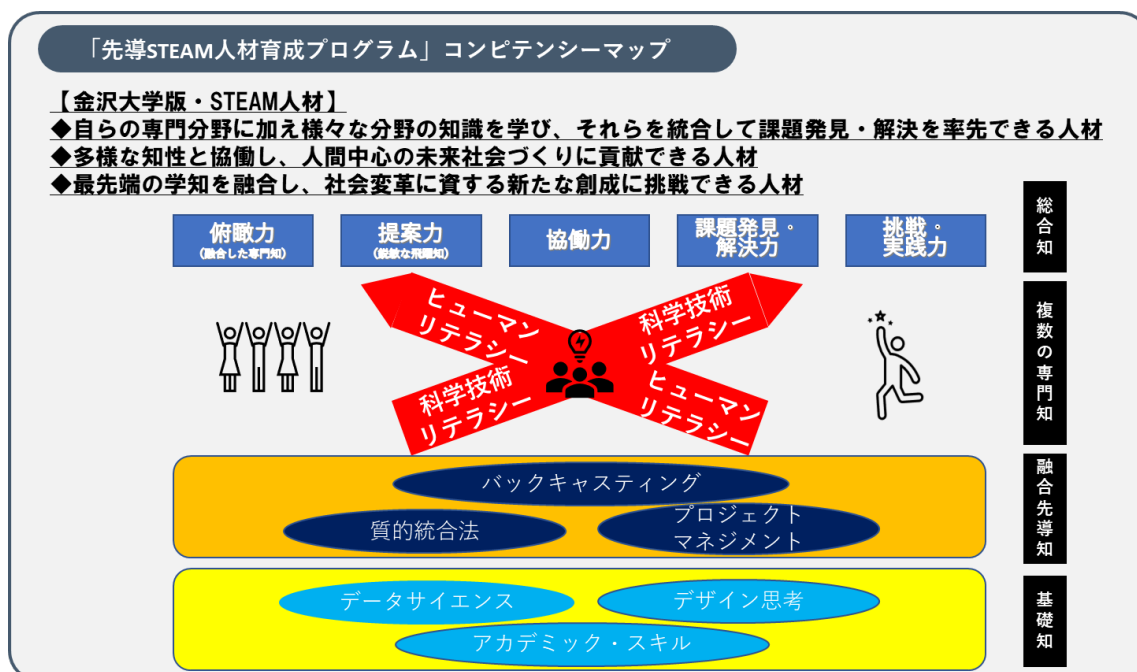 「先導STEAM人材育成プログラム」コンピテンシーマップ
【金沢大学版・STEAM人材】
◆自らの専門分野に加え様々な分野の知識を学び、それらを統合して課題発見・解決を率先できる人材
◆多様な知性と協働し、人間中心の未来社会づくりに貢献できる人材
◆最先端の学知を融合し、社会変革に資する新たな創成に挑戦できる人材
総合知
俯瞰力
(融合した専門知)
提案力
(鋭敏な飛躍知)
協働力
課題発見・
解決力
挑戦・
実践力
複数の専門知
ヒューマン
リテラシー
科学技術
リテラシー
科学技術
リテラシー
ヒューマン
リテラシー
融合先導知
バックキャスティング
質的統合法
プロジェクト
マネジメント
基礎知
データサイエンス
デザイン思考
アカデミック・スキル